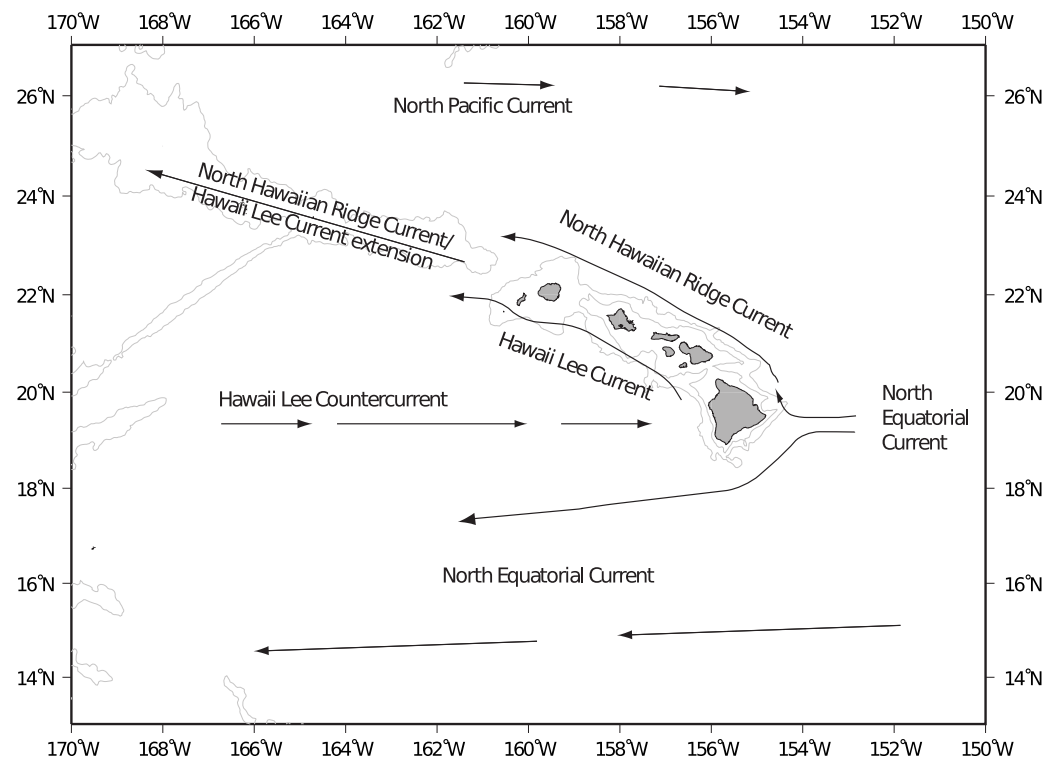 170°W 168°W 166°W 164°W 162°W 160°W 158°W 156°W 154°W 152°W 150°W
26°N 26°N
North Pacific Current
24°N 24°N
North Hawaiian Ridge Current/
Hawaii Lee Current extension
North Hawaiian Ridge Current
22°N 22°N
Hawaii Lee Current
20°N 20°N
Hawaii Lee Countercurrent
North
Equatorial
Current
18°N 18°N
North Equatorial Current
16°N 16°N
14°N 14°N
170°W 168°W 166°W 164°W 162°W 160°W 158°W 156°W 154°W 152°W 150°W